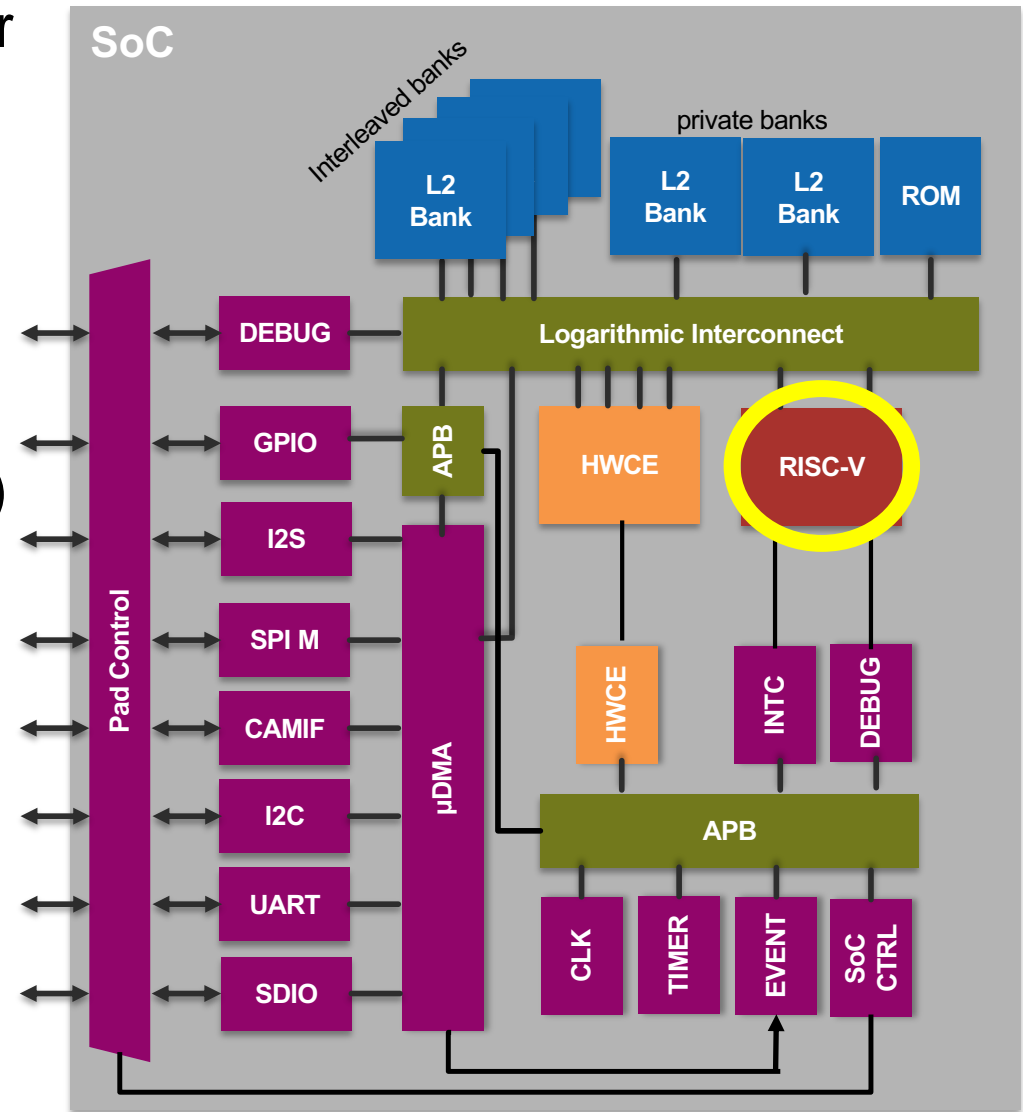 r
SoC
Interleaved banks
private banks
L2
Bank
L2
Bank
L2
Bank
ROM
DEBUG
Logarithmic Interconnect
GPIO
APB
HWCE
RISC-V
)
I2S
Pad Control
SPI M
µDMA
HWCE
INTC
DEBUG
CAMIF
I2C
APB
UART
CLK
TIMER
EVENT
SoC
CTRL
SDIO